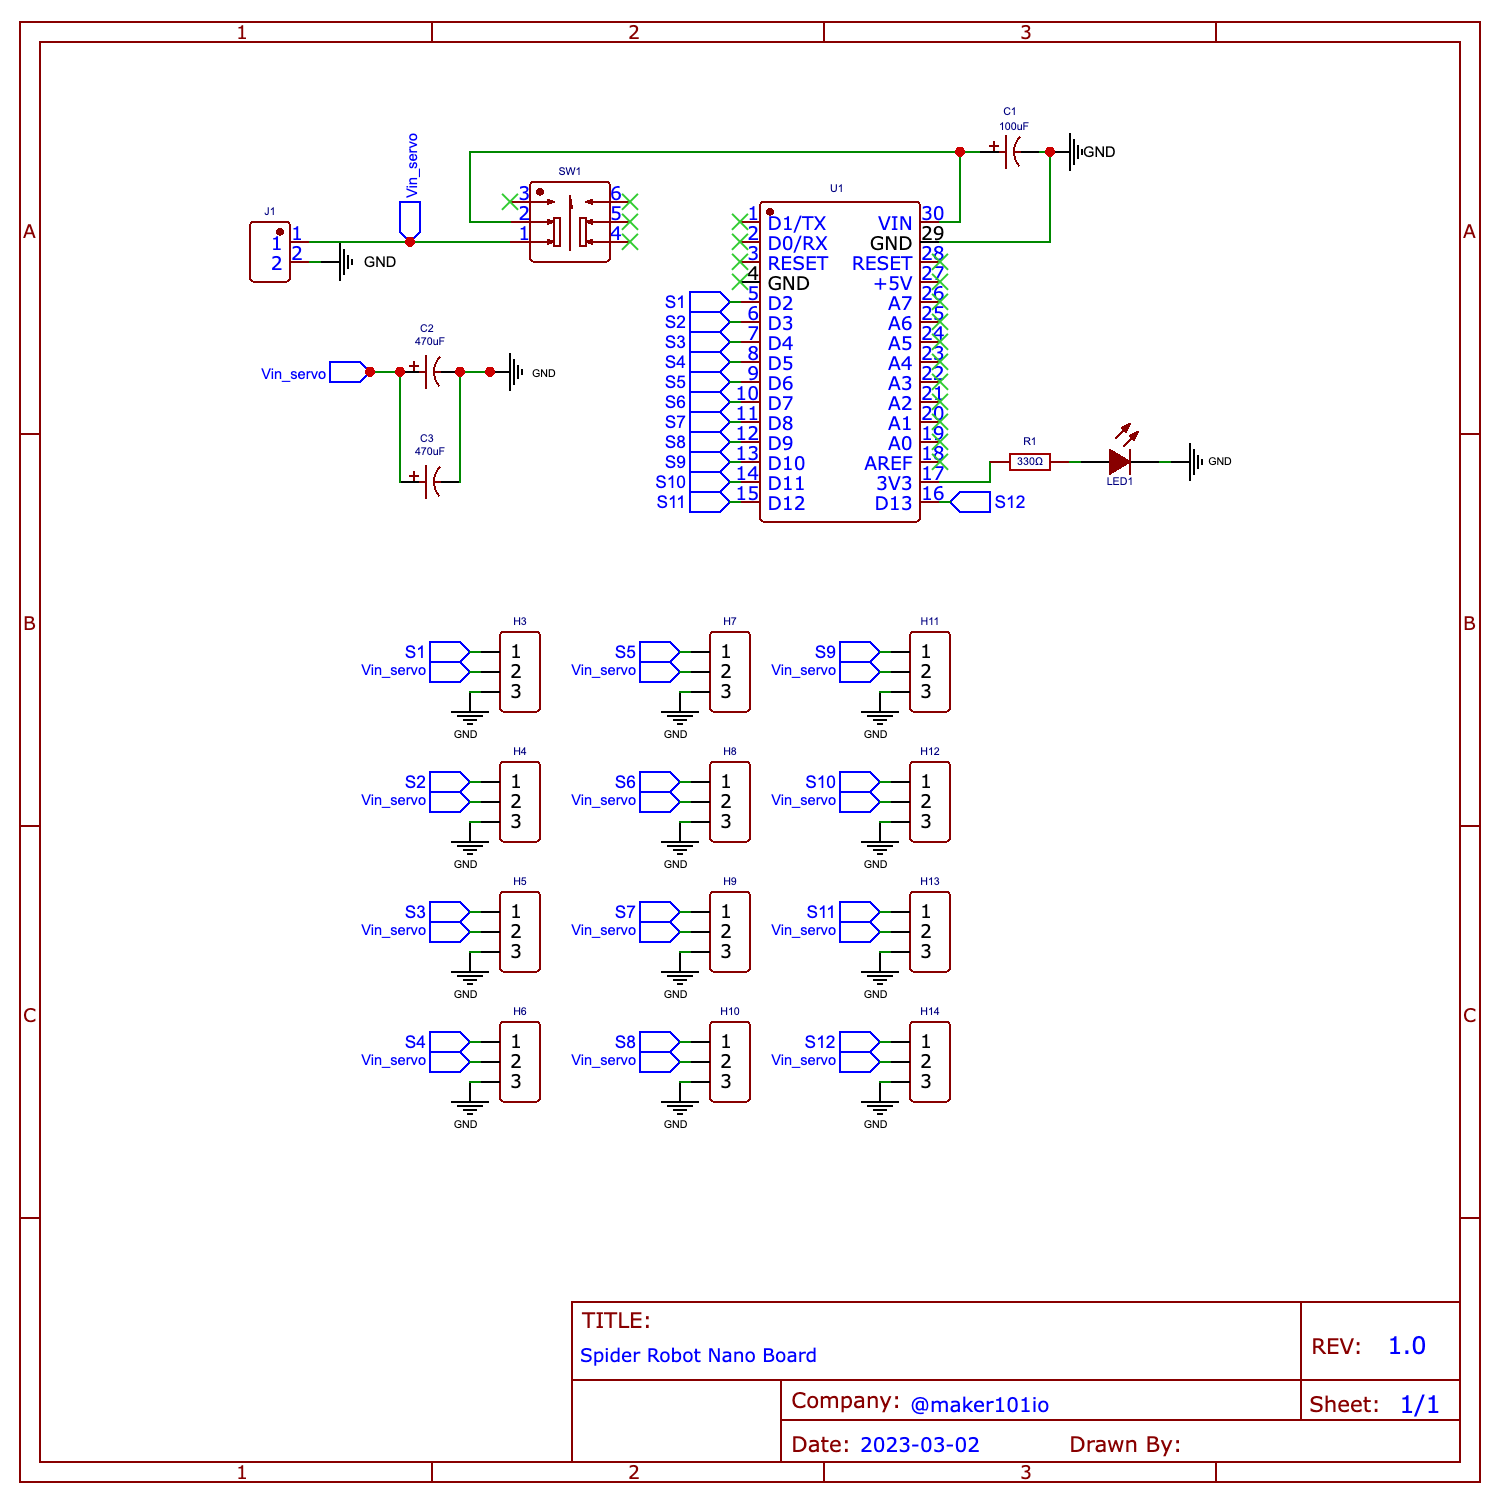 1 2 3
A A
B B
C C
Vin_servo
J1
1 1
2 2
GND
SW1
3 6
2 5
1 4
C1
100uF
+
GND
U1
1 D1/TX VIN 30
2 D0/RX GND 29
3 RESET RESET 28
4 GND +5V 27
S1 5 D2 A7 26
S2 6 D3 A6 25
S3 7 D4 A5 24
S4 8 D5 A4 23
S5 9 D6 A3 22
S6 10 D7 A2 21
S7 11 D8 A1 20
S8 12 D9 A0 19
S9 13 D10 AREF 18
S10 14 D11 3V3 17
S11 15 D12 D13 16 S12
R1
330Ω
LED1
GND
C2
470uF
Vin_servo + GND
C3
470uF
+
H3
S1 1
Vin_servo 2
3
GND
H7
S5 1
Vin_servo 2
3
GND
H11
S9 1
Vin_servo 2
3
GND
H4
S2 1
Vin_servo 2
3
GND
H8
S6 1
Vin_servo 2
3
GND
H12
S10 1
Vin_servo 2
3
GND
H5
S3 1
Vin_servo 2
3
GND
H9
S7 1
Vin_servo 2
3
GND
H13
S11 1
Vin_servo 2
3
GND
H6
S4 1
Vin_servo 2
3
GND
H10
S8 1
Vin_servo 2
3
GND
H14
S12 1
Vin_servo 2
3
GND
TITLE:
Spider Robot Nano Board
REV: 1.0
Company: @maker101io
Sheet: 1/1
Date: 2023-03-02 Drawn By:
1 2 3